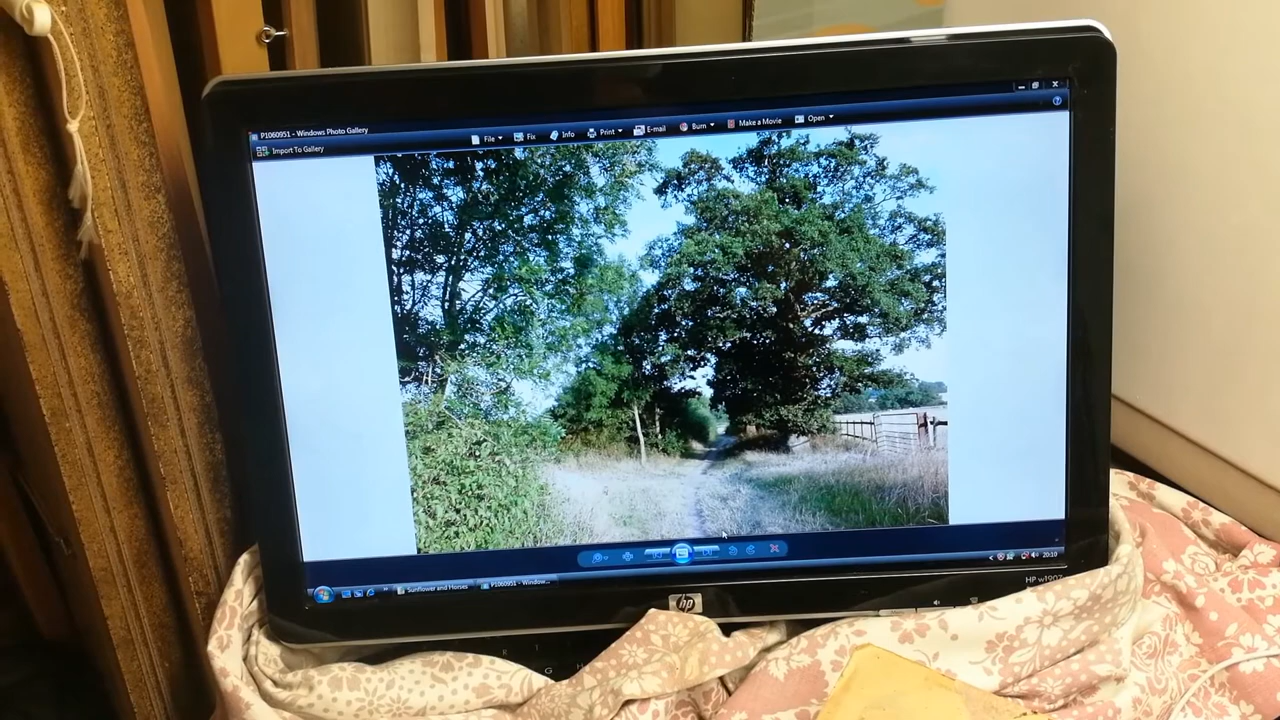 P1060951 - Windows Photo Gallery
File Fix Info Print E-mail Burn Make a Movie Open
Import To Gallery
Sunflower and Horses P1060951 - Window... 20:10
HP w1907
hp
R T
G H